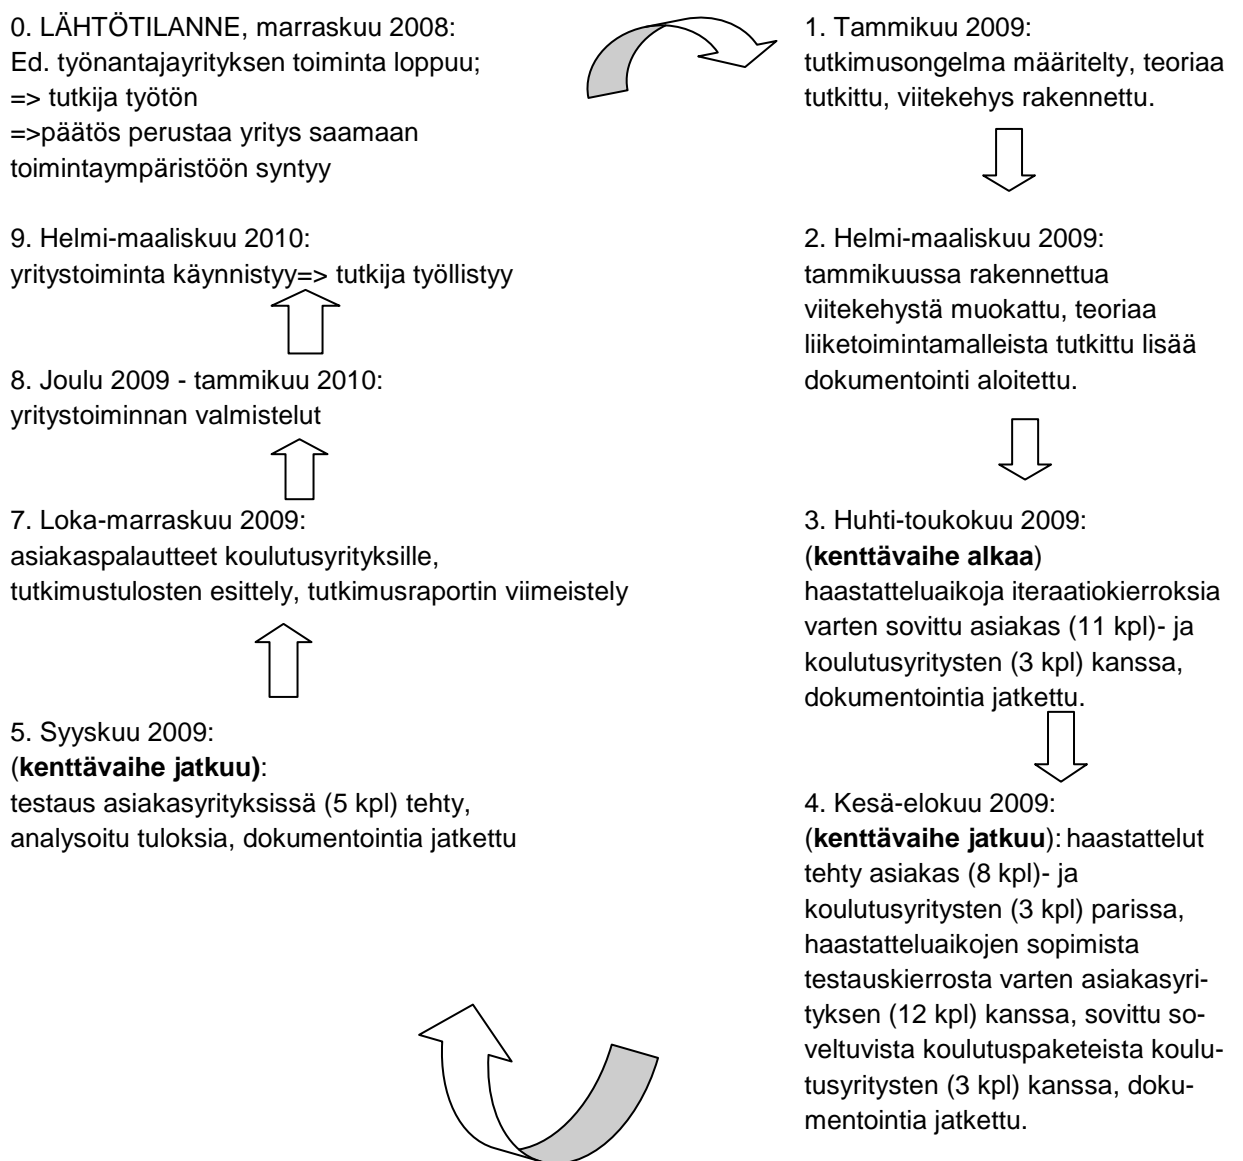 0. LÄHTÖTILANNE, marraskuu 2008:
Ed. työnantajayrityksen toiminta loppuu;
=> tutkija työtön
=>päätös perustaa yritys saamaan
toimintaympäristöön syntyy
1. Tammikuu 2009:
tutkimusongelma määritelty, teoriaa
tutkittu, viitekehys rakennettu.
2. Helmi-maaliskuu 2009:
tammikuussa rakennettua
viitekehystä muokattu, teoriaa
liiketoimintamalleista tutkittu lisää
dokumentointi aloitettu.
3. Huhti-toukokuu 2009:
(kenttävaihe alkaa)
haastatteluaikoja iteraatiokierroksia
varten sovittu asiakas (11 kpl)- ja
koulutusyritysten (3 kpl) kanssa,
dokumentointia jatkettu.
4. Kesä-elokuu 2009:
(kenttävaihe jatkuu): haastattelut
tehty asiakas (8 kpl)- ja
koulutusyritysten (3 kpl) parissa,
haastatteluaikojen sopimista
testauskierrosta varten asiakasyri-
tyksen (12 kpl) kanssa, sovittu so-
veltuvista koulutuspaketeista koulu-
tusyritysten (3 kpl) kanssa, doku-
mentointia jatkettu.
5. Syyskuu 2009:
(kenttävaihe jatkuu):
testaus asiakasyrityksissä (5 kpl) tehty,
analysoitu tuloksia, dokumentointia jatkettu
7. Loka-marraskuu 2009:
asiakaspalautteet koulutusyrityksille,
tutkimustulosten esittely, tutkimusraportin viimeistely
8. Joulu 2009 - tammikuu 2010:
yritystoiminnan valmistelut
9. Helmi-maaliskuu 2010:
yritystoiminta käynnistyy=> tutkija työllistyy